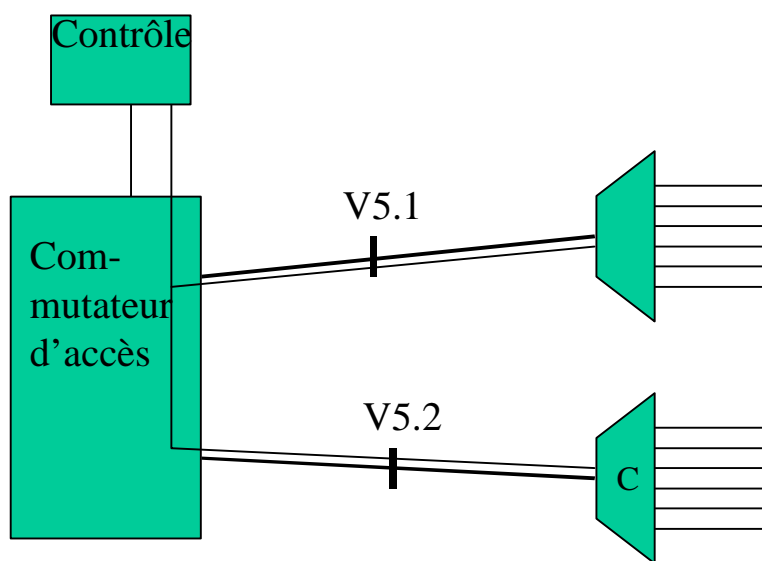 Contrôle
V5.1
Com-
mutateur
d’accès
V5.2
C